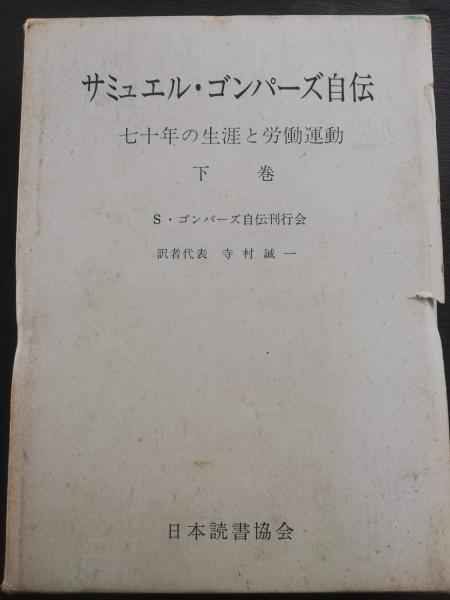 サミュエル・ゴンパーズ自伝
七十年の生涯と労働運動
下 巻
S・ゴンパーズ自伝刊行会
訳者代表 寺村誠一
日本読書協会